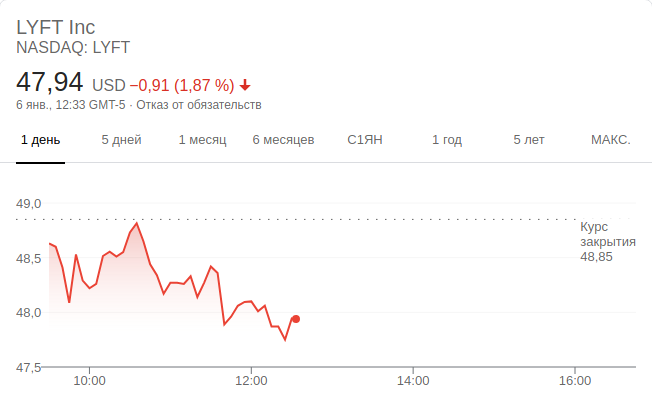 LYFT Inc
NASDAQ: LYFT
47,94 USD −0,91 (1,87 %)
6 янв., 12:33 GMT-5 · Отказ от обязательств
1 день 5 дней 1 месяц 6 месяцев С1ЯН 1 год 5 лет МАКС.
49,0
Курс
закрытия
48,85
48,5
48,0
47,5
10:00 12:00 14:00 16:00